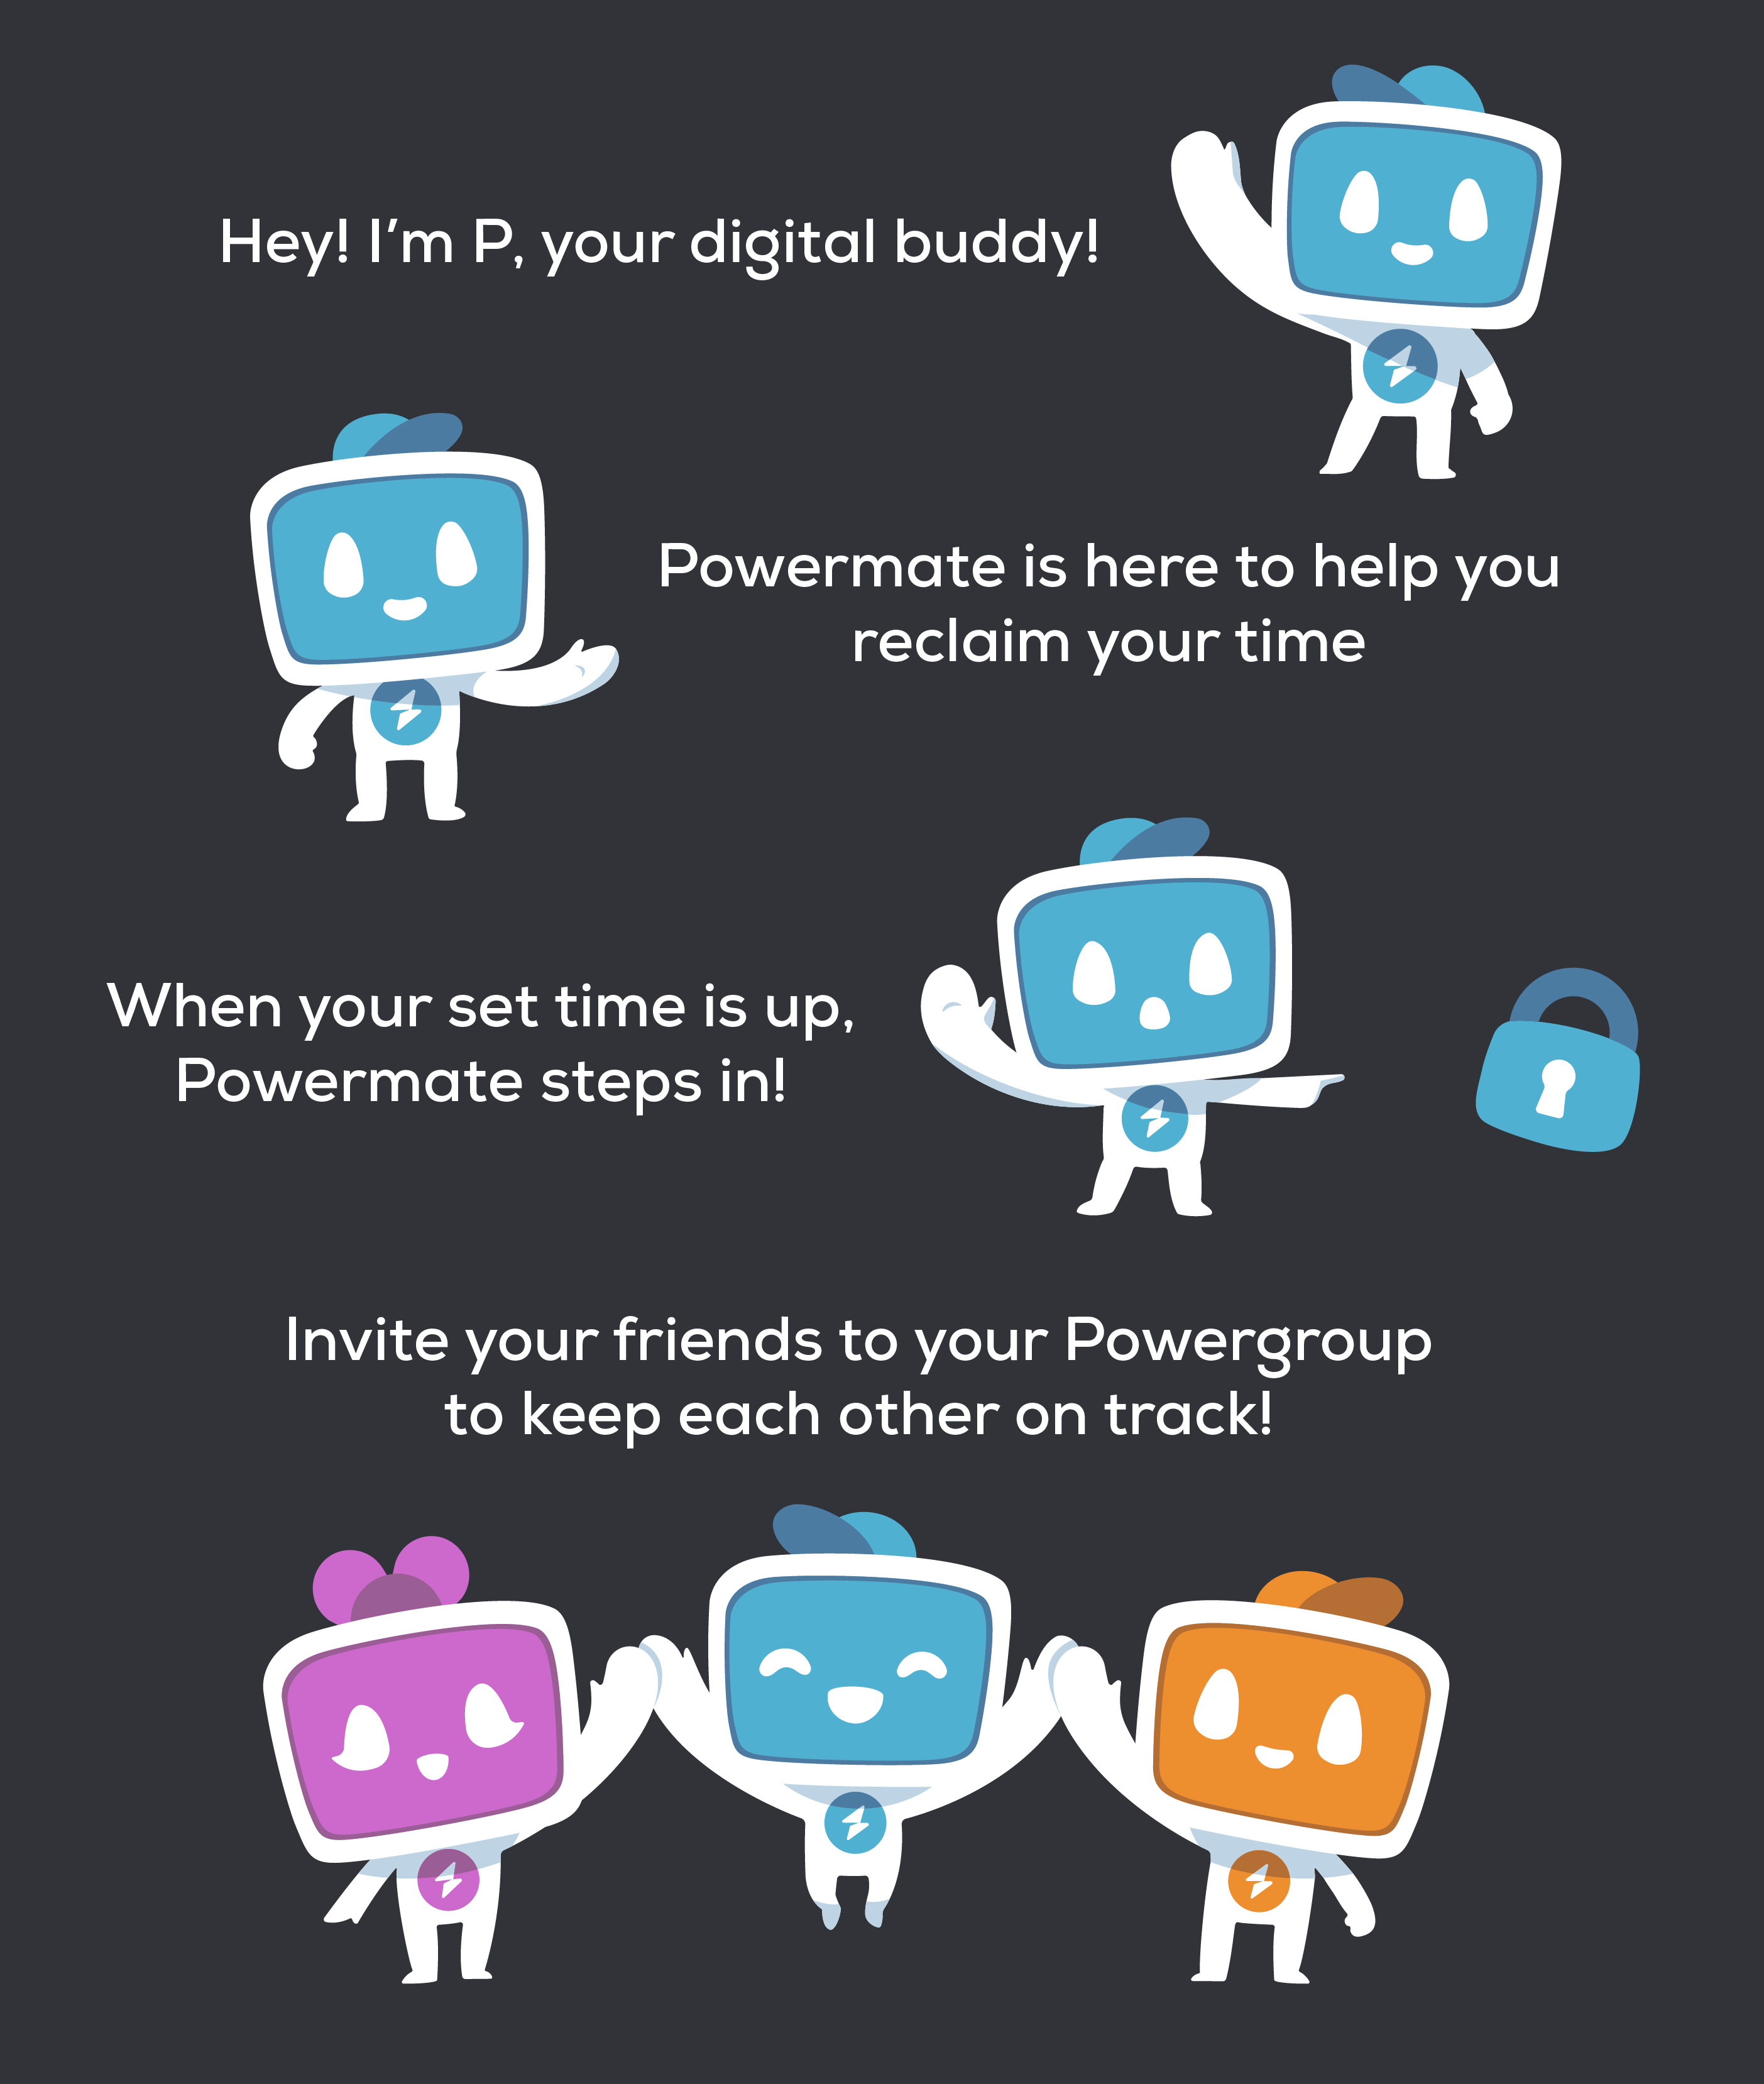 Hey! I’m P, your digital buddy!
Powermate is here to help you
reclaim your time
When your set time is up,
Powermate steps in!
Invite your friends to your Powergroup
to keep each other on track!